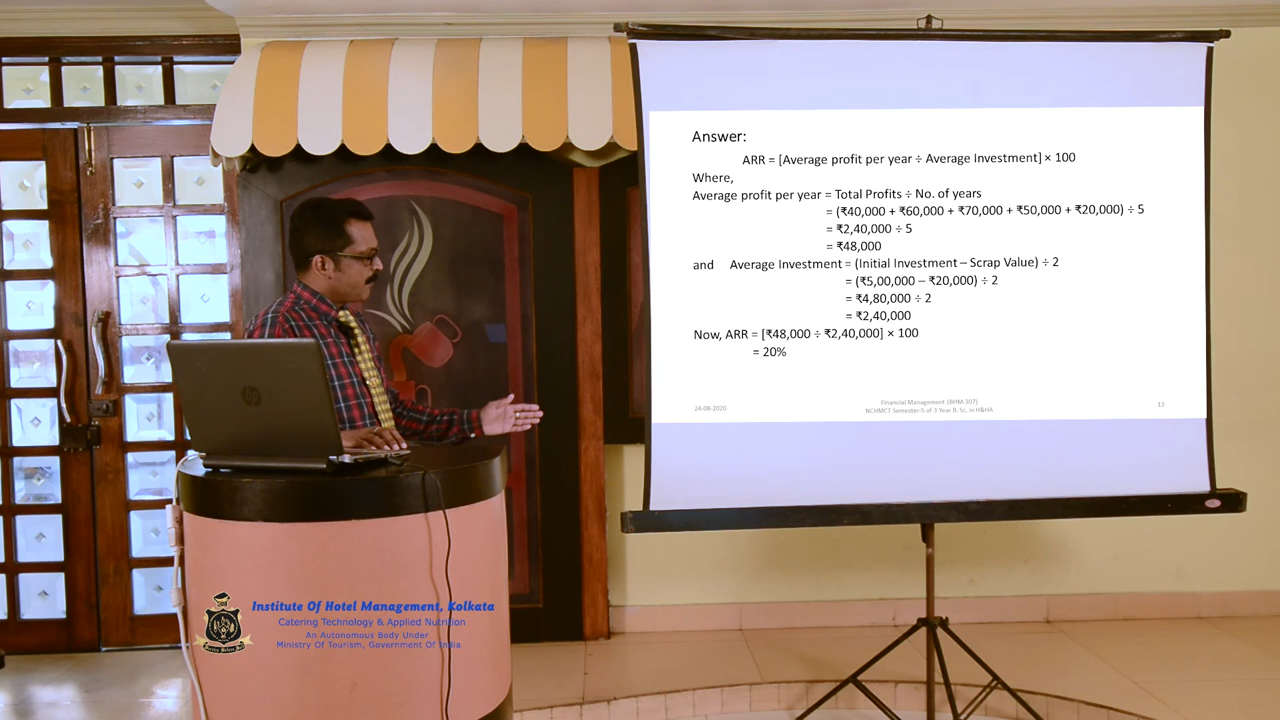 Answer:
ARR = [Average profit per year ÷ Average Investment] × 100
Where,
Average profit per year = Total Profits ÷ No. of years
= (₹40,000 + ₹60,000 + ₹70,000 + ₹50,000 + ₹20,000) ÷ 5
= ₹2,40,000 ÷ 5
= ₹48,000
and Average Investment = (Initial Investment – Scrap Value) ÷ 2
= (₹5,00,000 – ₹20,000) ÷ 2
= ₹4,80,000 ÷ 2
= ₹2,40,000
Now, ARR = [₹48,000 ÷ ₹2,40,000] × 100
= 20%
24-08-2020
Financial Management (BHM-307)
NCHMCT Semester-5 of 3 Year B. Sc. in H&HA
13
Institute Of Hotel Management, Kolkata
Catering Technology & Applied Nutrition
An Autonomous Body Under
Ministry Of Tourism, Government Of India